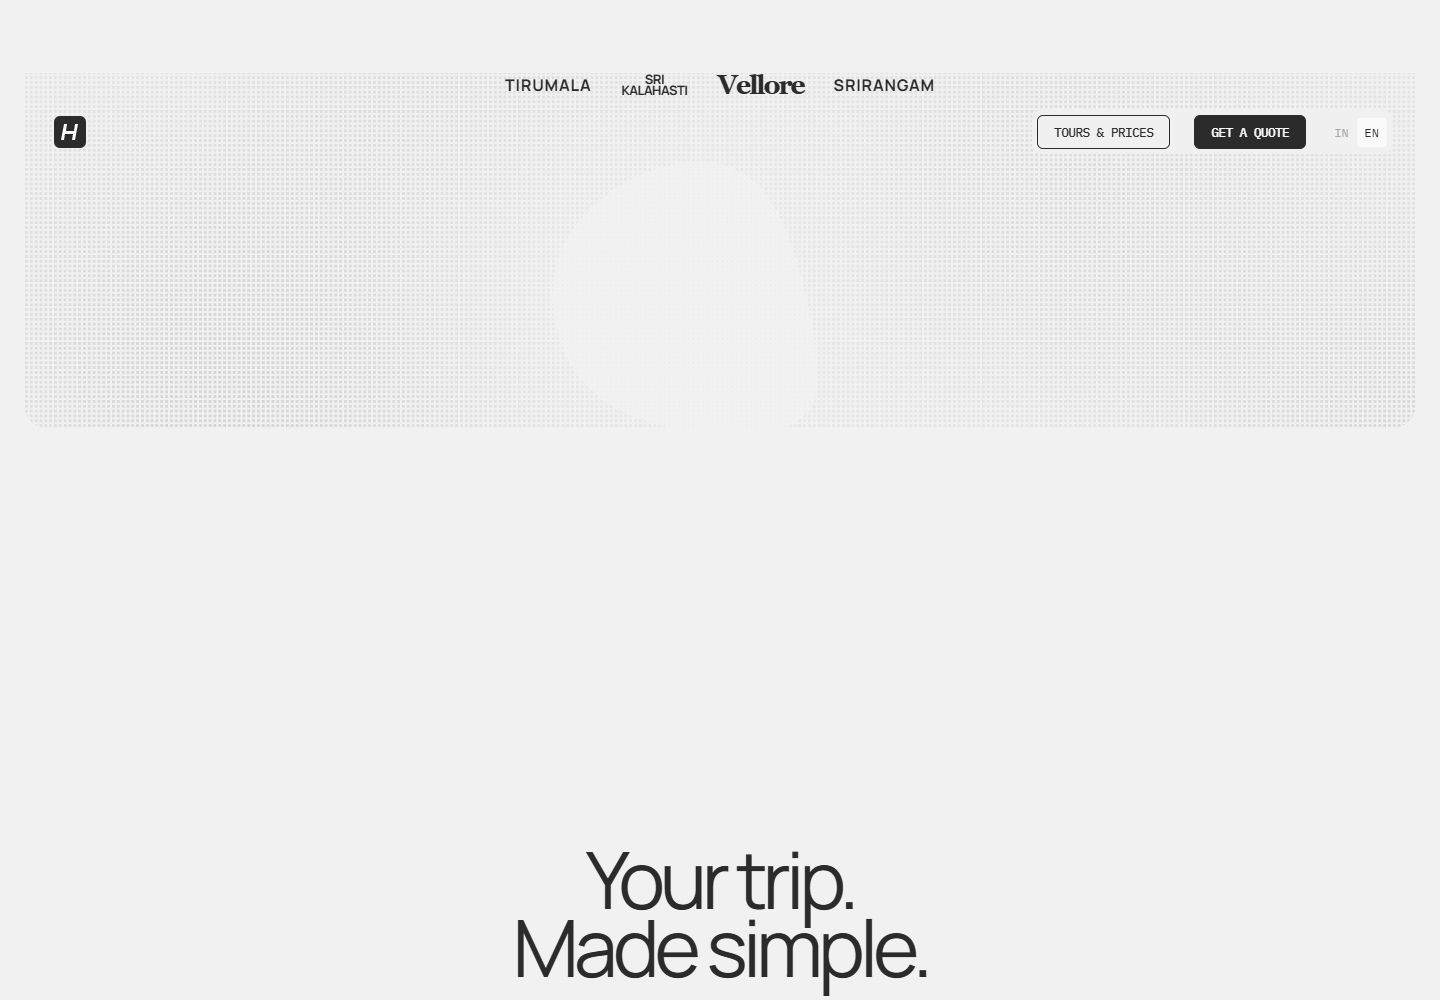 TIRUMALA
SRI
KALAHASTI
Vellore
SRIRANGAM
H
TOURS & PRICES
GET A QUOTE
IN
EN
Your trip.
Made simple.